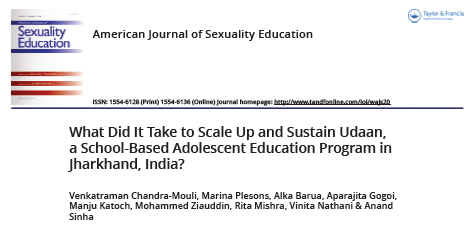 Taylor & Francis
Sexuality
Education
American Journal of Sexuality Education
ISSN: 1554-6128 (Print) 1554-6136 (Online) Journal homepage: http://www.tandfonline.com/loi/wajs20
What Did It Take to Scale Up and Sustain Udaan,
a School-Based Adolescent Education Program in
Jharkhand, India?
Venkatraman Chandra-Mouli, Marina Plesons, Alka Barua, Aparajita Gogoi,
Manju Katoch, Mohammed Ziauddin, Rita Mishra, Vinita Nathani & Anand
Sinha